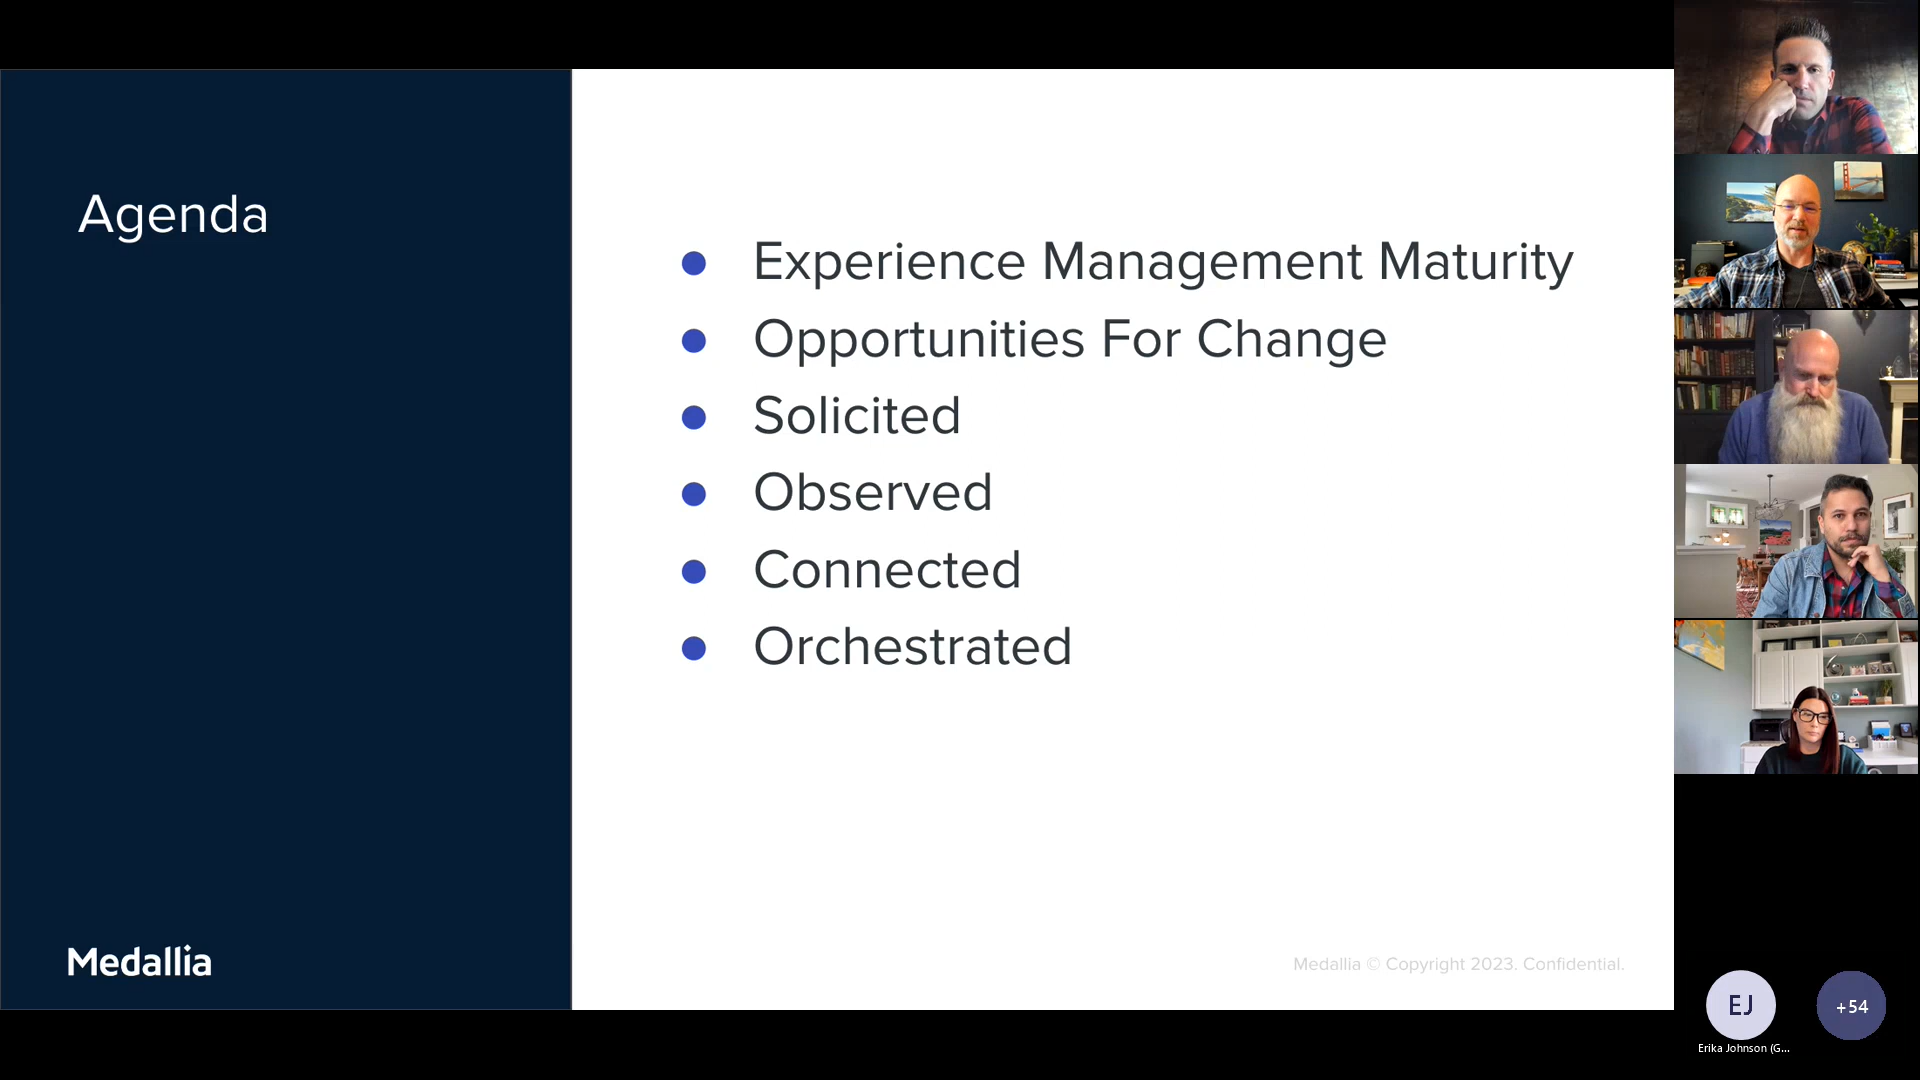 Agenda
Experience Management Maturity
Opportunities For Change
Solicited
Observed
Connected
Orchestrated
Medallia
Medallia © Copyright 2023. Confidential.
EJ
+54
Erika Johnson (G...